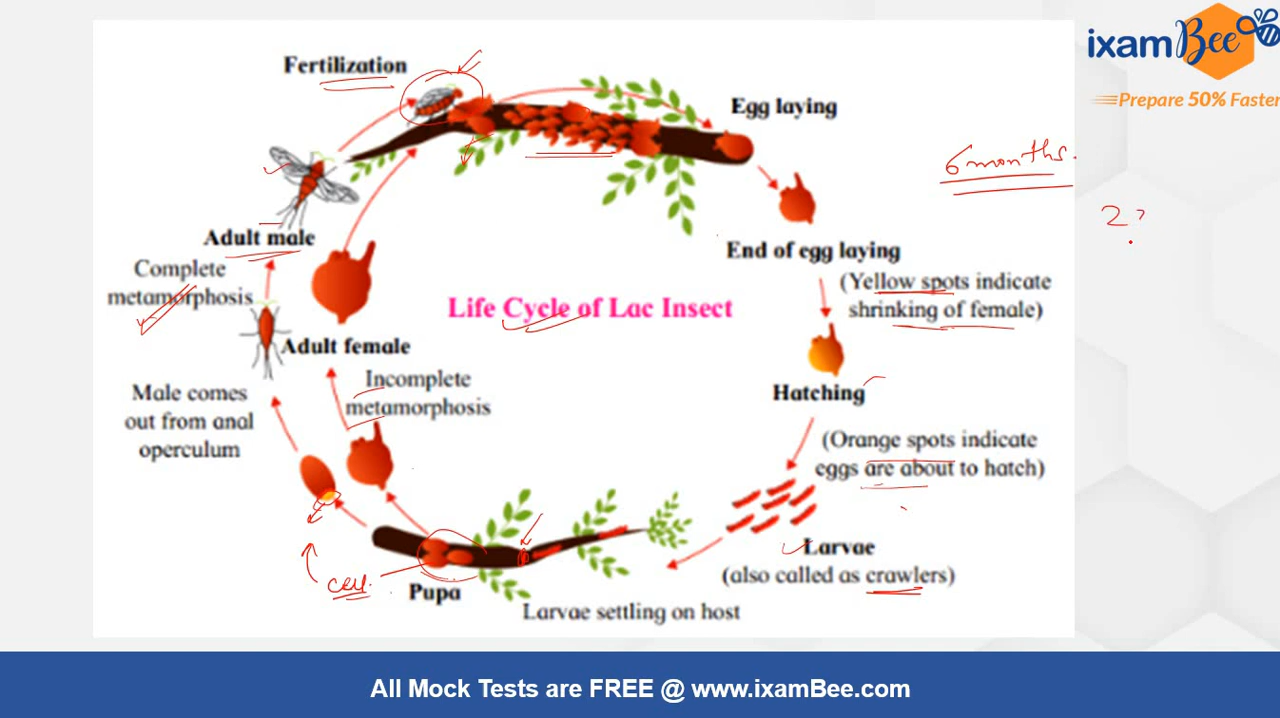 ixamBee
Prepare 50% Faster
Fertilization
Egg laying
6 months.
2?
Adult male
Complete
metamorphosis
End of egg laying
(Yellow spots indicate
shrinking of female)
Life Cycle of Lac Insect
Adult female
Incomplete
metamorphosis
Male comes
out from anal
operculum
Hatching
(Orange spots indicate
eggs are about to hatch)
Larvae
(also called as crawlers)
cell.
Pupa
Larvae settling on host
All Mock Tests are FREE @ www.ixamBee.com